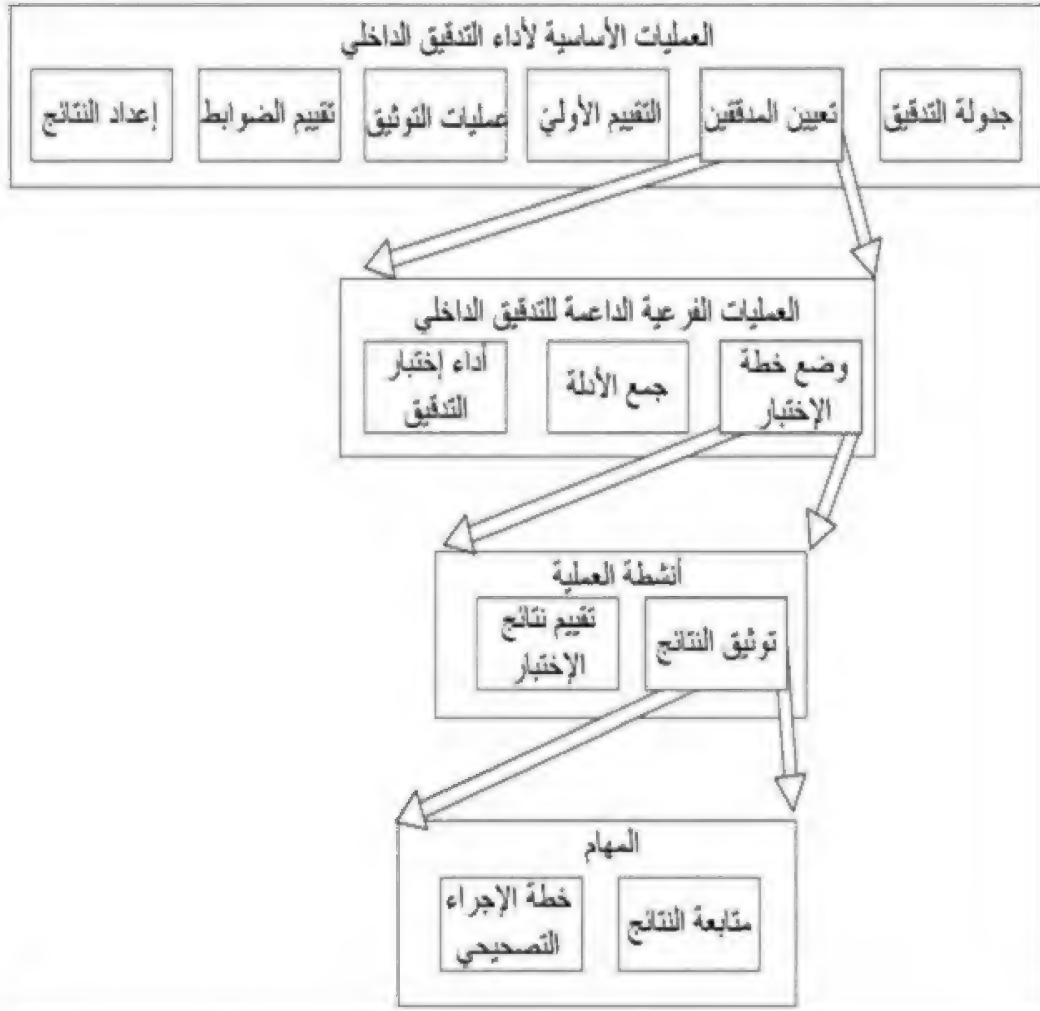 العمليات الأساسية لأداء التدقيق الداخلي
جدولة التدقيق
تعيين المدققين
التقييم الأولي
عمليات التوثيق
تقييم الضوابط
إعداد النتائج
العمليات الفرعية الداعمة للتدقيق الداخلي
وضع خطة
الإختبار
جمع الأدلة
أداء إختبار
التدقيق
أنشطة العملية
توثيق النتائج
تقييم نتائج
الإختبار
المهام
متابعة النتائج
خطة الإجراء
التصحيحي